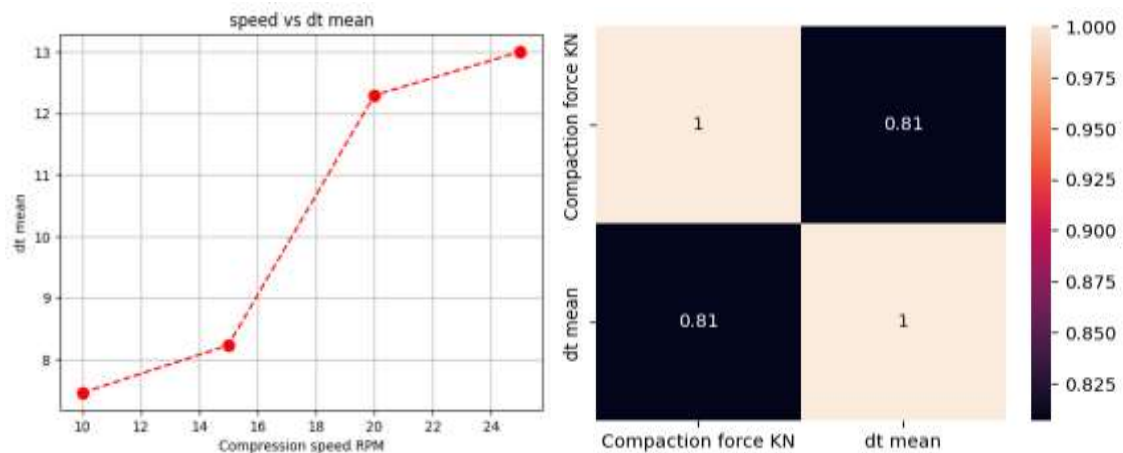 speed vs dt mean
13
12
11
10
9
8
dt mean
10 12 14 16 18 20 22 24
Compression speed RPM
Compaction force KN
dt mean
1 0.81
0.81 1
Compaction force KN dt mean
1.000
0.975
0.950
0.925
0.900
0.875
0.850
0.825